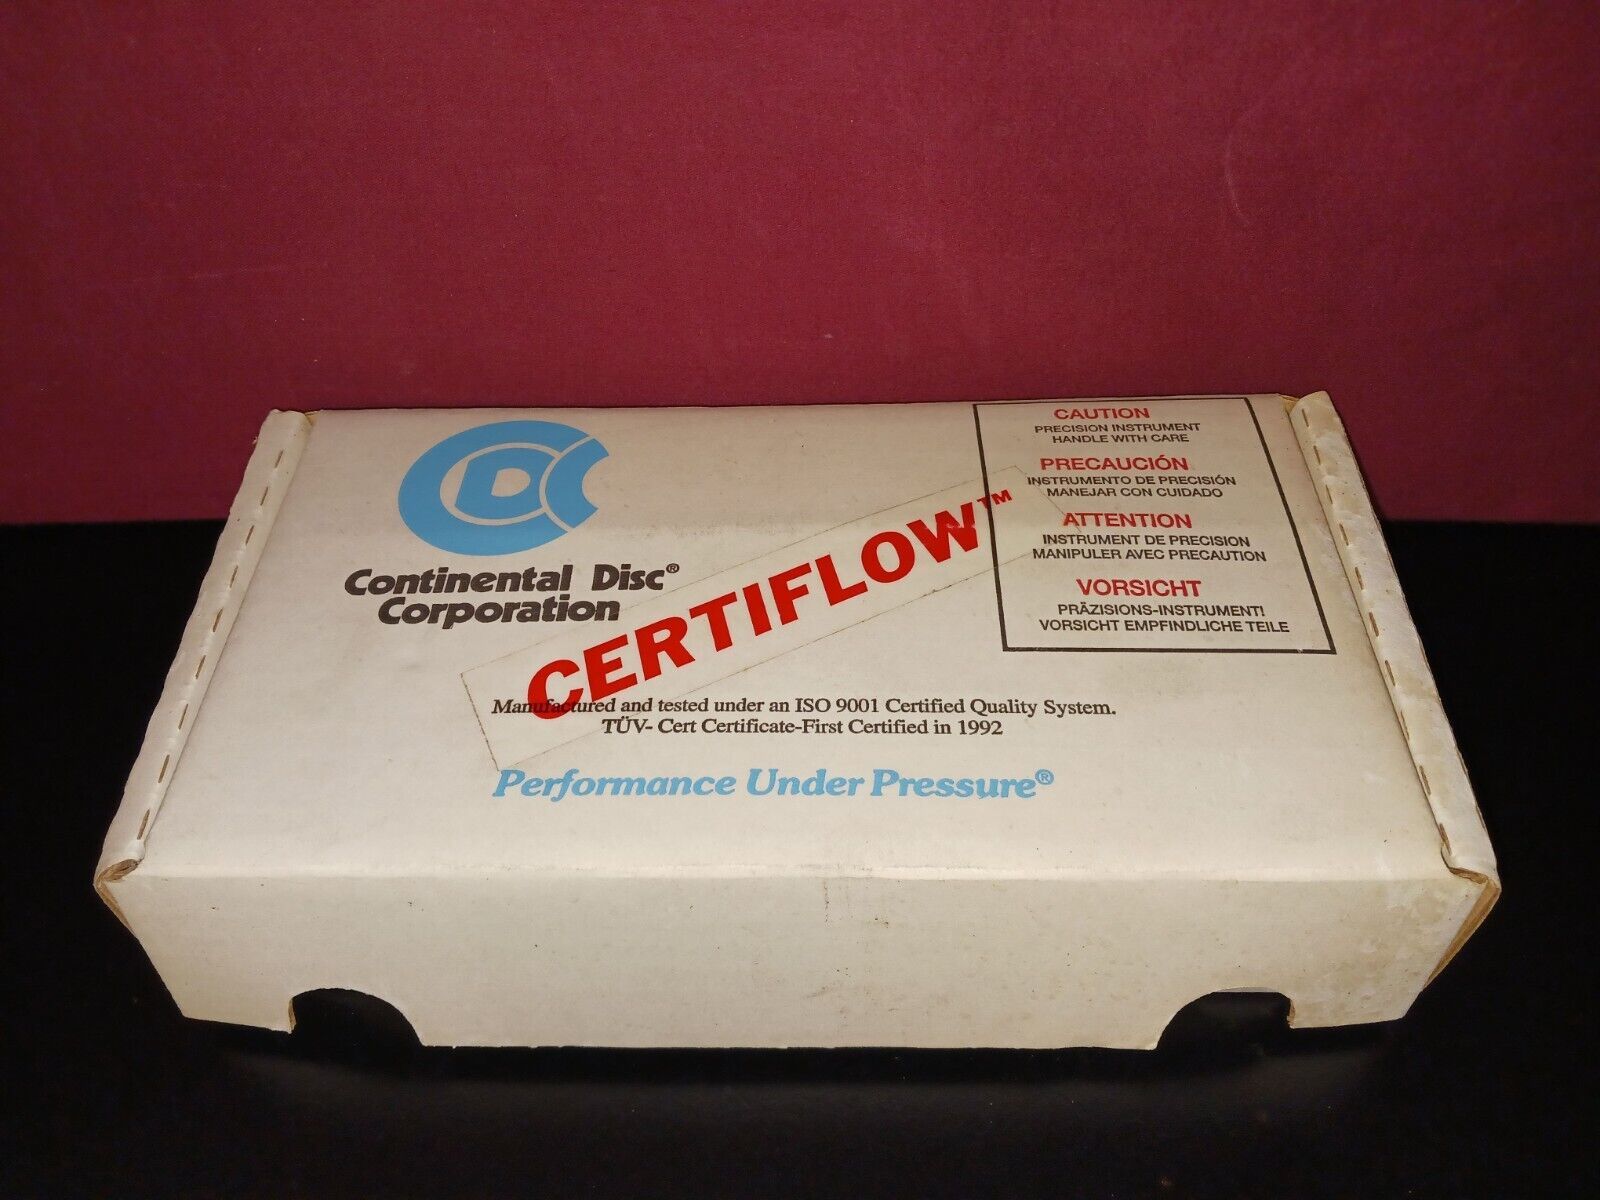 CDC
Continental Disc®
Corporation
CERTIFLOW™
Manufactured and tested under an ISO 9001 Certified Quality System.
TÜV- Cert Certificate-First Certified in 1992
Performance Under Pressure®
CAUTION
PRECISION INSTRUMENT
HANDLE WITH CARE
PRECAUCIÓN
INSTRUMENTO DE PRECISIÓN
MANEJAR CON CUIDADO
ATTENTION
INSTRUMENT DE PRECISION
MANIPULER AVEC PRECAUTION
VORSICHT
PRÄZISIONS-INSTRUMENT!
VORSICHT EMPFINDLICHE TEILE